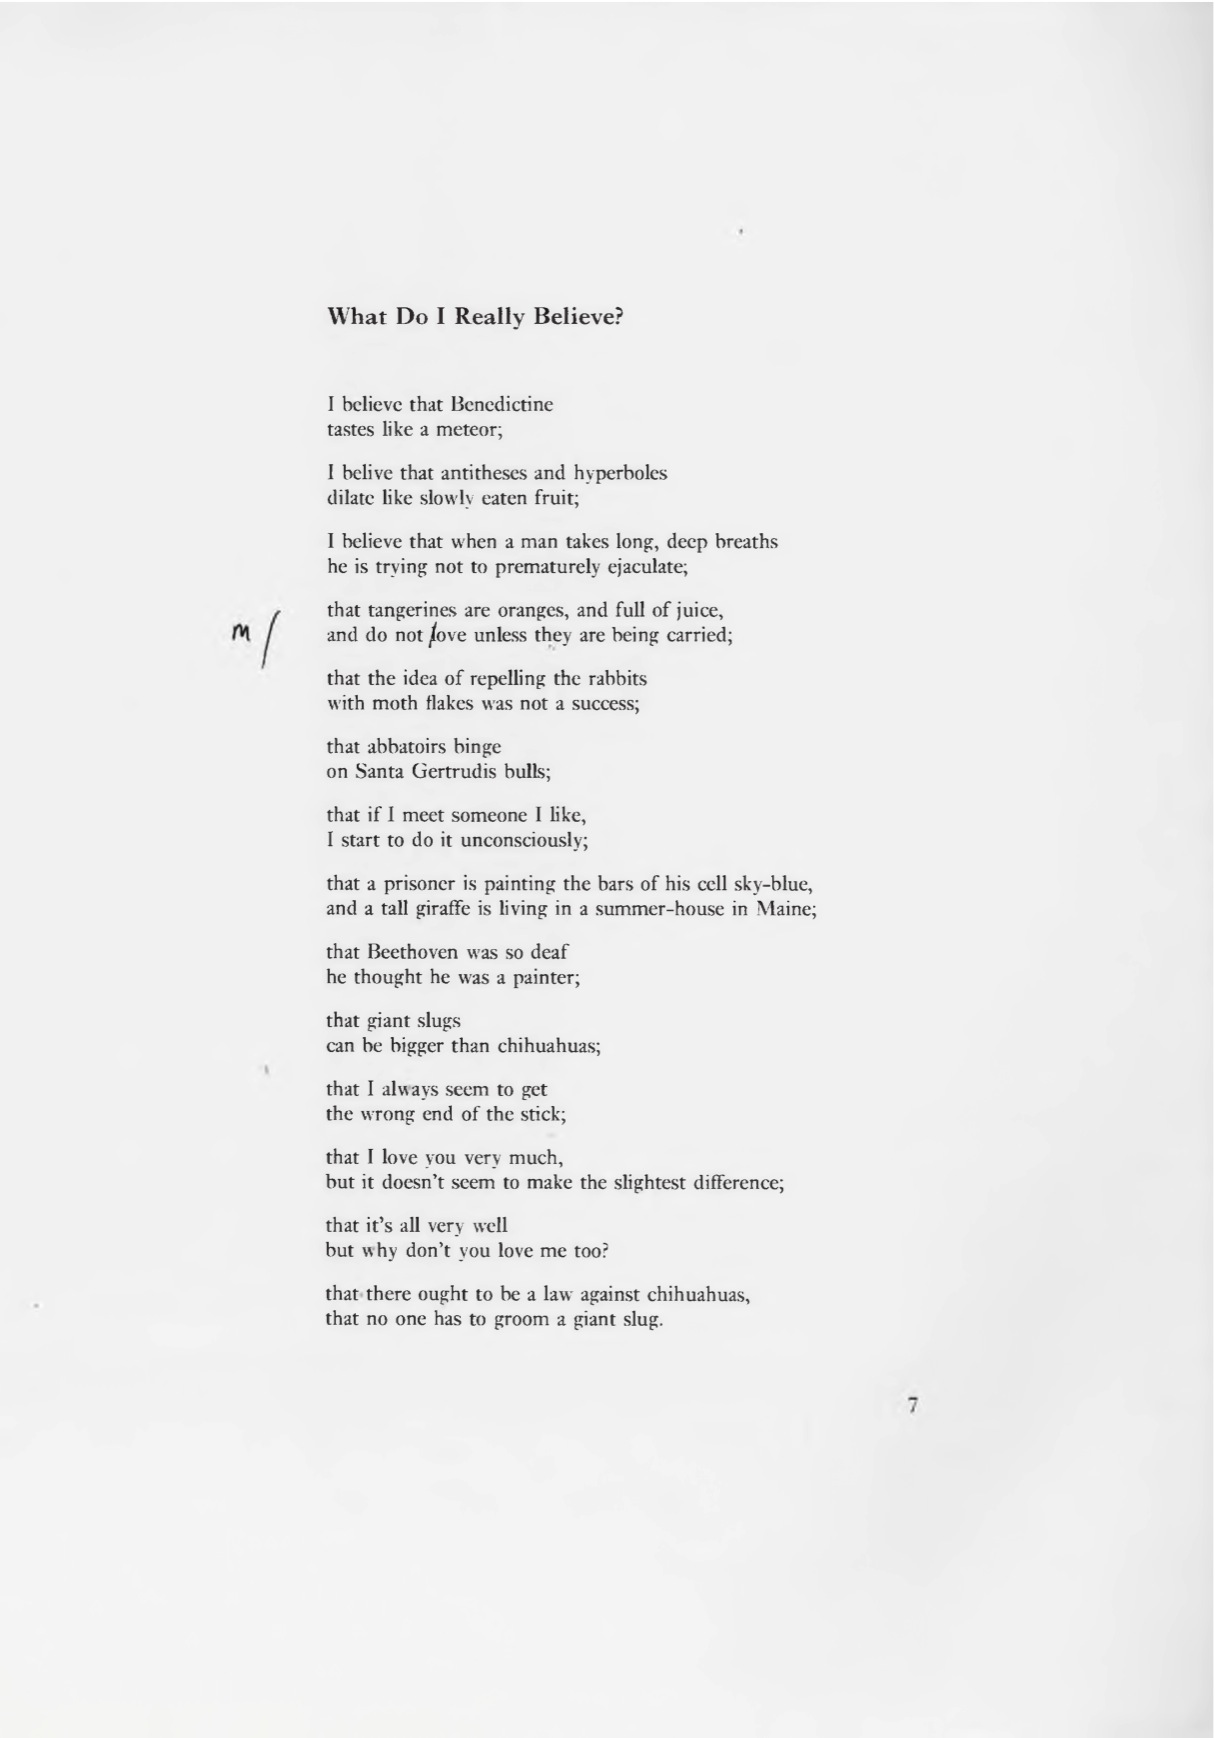 What Do I Really Believe?
I believe that Benedictine
tastes like a meteor;
I belive that antitheses and hyperboles
dilate like slowly eaten fruit;
I believe that when a man takes long, deep breaths
he is trying not to prematurely ejaculate;
that tangerines are oranges, and full of juice,
m/ and do not love unless they are being carried;
that the idea of repelling the rabbits
with moth flakes was not a success;
that abbatoirs binge
on Santa Gertrudis bulls;
that if I meet someone I like,
I start to do it unconsciously;
that a prisoner is painting the bars of his cell sky-blue,
and a tall giraffe is living in a summer-house in Maine;
that Beethoven was so deaf
he thought he was a painter;
that giant slugs
can be bigger than chihuahuas;
that I always seem to get
the wrong end of the stick;
that I love you very much,
but it doesn't seem to make the slightest difference;
that it's all very well
but why don't you love me too?
that there ought to be a law against chihuahuas,
that no one has to groom a giant slug.
7